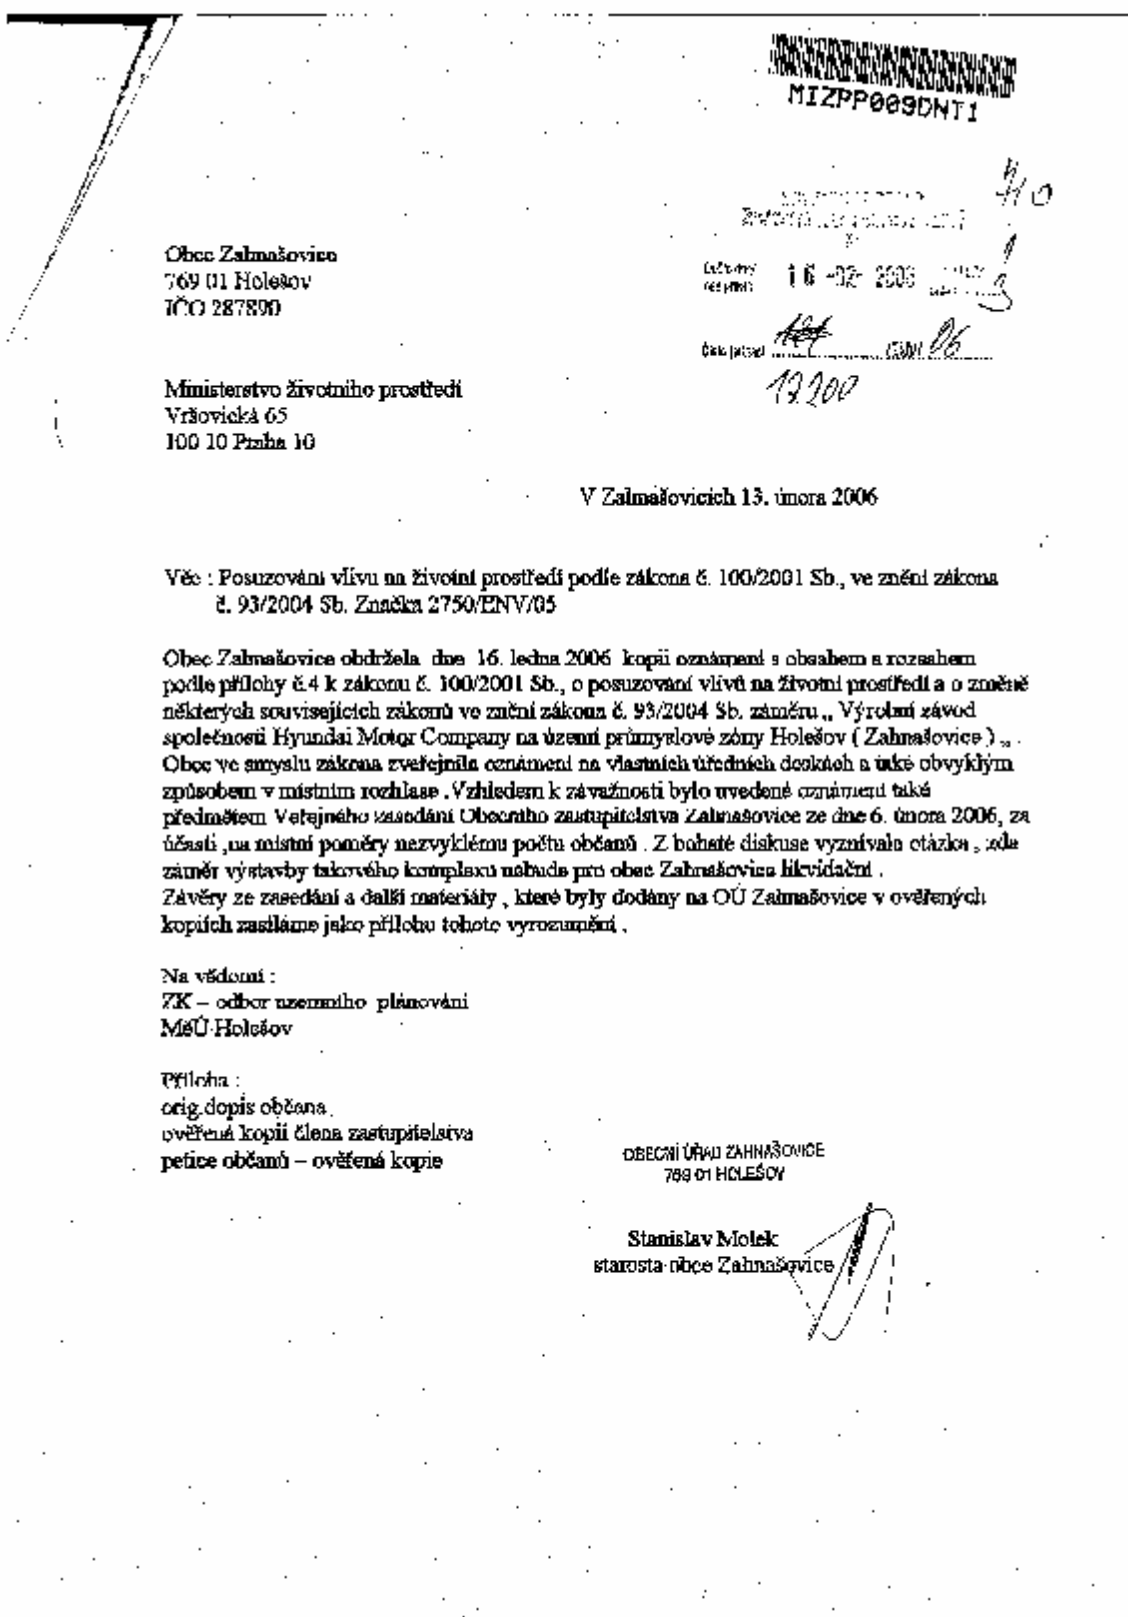 MIZPP009DNT1
Obec Zahnašovice
769 01 Holešov
IČO 287890
16 -02- 2006
06
Ministerstvo životního prostředí
Vršovická 65
100 10 Praha 10
V Zahnašovicích 13. února 2006
Věc : Posuzování vlivu na životní prostředí podle zákona č. 100/2001 Sb., ve znění zákona
č. 93/2004 Sb. Značka 2750/ENV/05
Obec Zahnašovice obdržela dne 16. ledna 2006 kopii oznámení s obsahem a rozsahem
podle přílohy č.4 k zákonu č. 100/2001 Sb., o posuzování vlivů na životní prostředí a o změně
některých souvisejících zákonů ve znění zákona č. 93/2004 Sb. záměru „ Výrobní závod
společnosti Hyundai Motor Company na území průmyslové zóny Holešov ( Zahnašovice ) „ .
Obec ve smyslu zákona zveřejnila oznámení na vlastních úředních deskách a také obvyklým
způsobem v místním rozhlase .Vzhledem k závažnosti bylo uvedené oznámení také
předmětem Veřejného zasedání Obecního zastupitelstva Zahnašovice ze dne 6. února 2006, za
účasti ,na místní poměry nezvyklému počtu občanů . Z bohaté diskuse vyznívala otázka , zda
záměr výstavby takového komplexu nebude pro obec Zahnašovice likvidační .
Závěry ze zasedání a další materiály , které byly dodány na OÚ Zahnašovice v ověřených
kopiích zasíláme jako přílohu tohoto vyrozumění .
Na vědomí :
ZK – odbor uzemního plánování
MěÚ Holešov
Příloha :
orig.dopis občana
ověřená kopií člena zastupitelstva
petice občanů – ověřená kopie
OBECNÍ ÚŘAD ZAHNAŠOVICE
769 01 HOLEŠOV
Stanislav Molek
starosta obce Zahnašovice